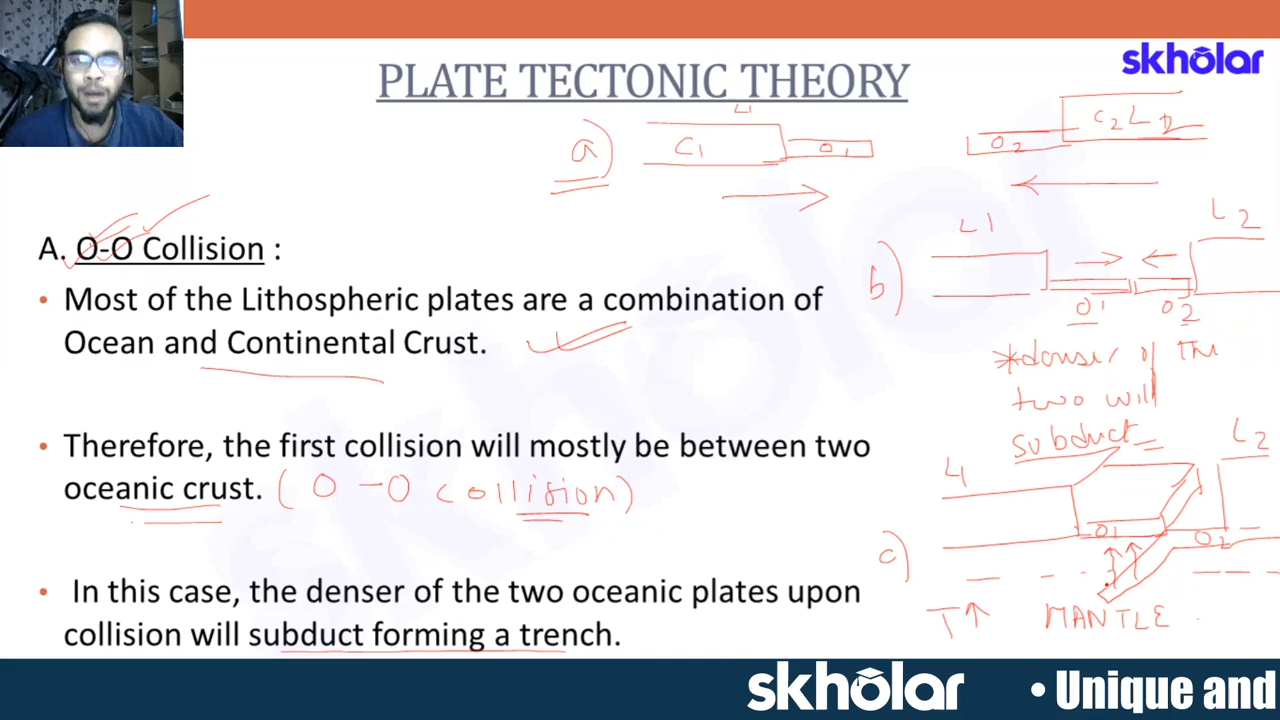 skhōlar
PLATE TECTONIC THEORY
L1
a)
C1
O1
O2
C2 L2
A. O-O Collision :
• Most of the Lithospheric plates are a combination of
Ocean and Continental Crust.
L1
L2
b)
O1
O2
*denser of the
two will
subduct
• Therefore, the first collision will mostly be between two
oceanic crust. (O-O collision)
L2
c)
O1
O2
T↑
MANTLE
• In this case, the denser of the two oceanic plates upon
collision will subduct forming a trench.
skholar
• Unique and